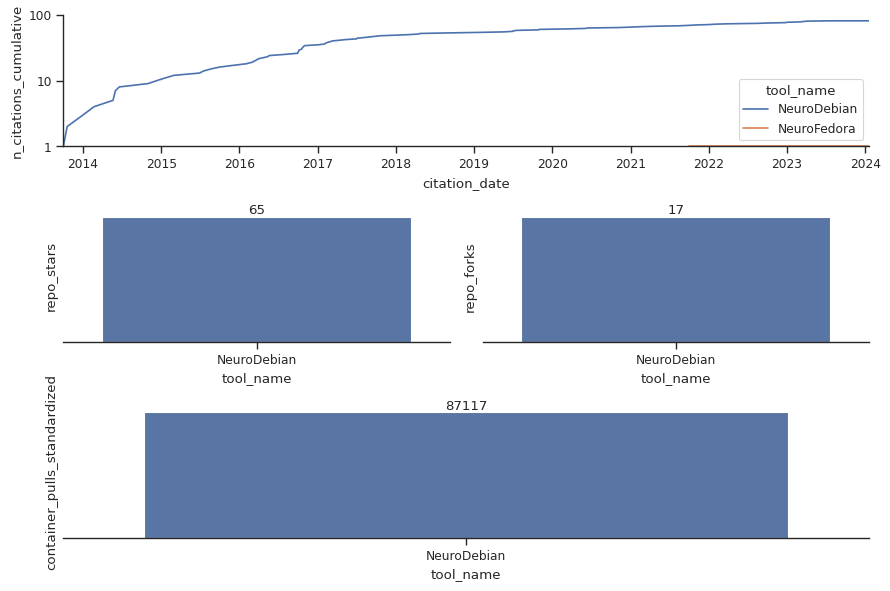 n_citations_cumulative
100
10
1
tool_name
NeuroDebian
NeuroFedora
2014 2015 2016 2017 2018 2019 2020 2021 2022 2023 2024
citation_date
repo_stars
65
NeuroDebian
tool_name
repo_forks
17
NeuroDebian
tool_name
container_pulls_standardized
87117
NeuroDebian
tool_name